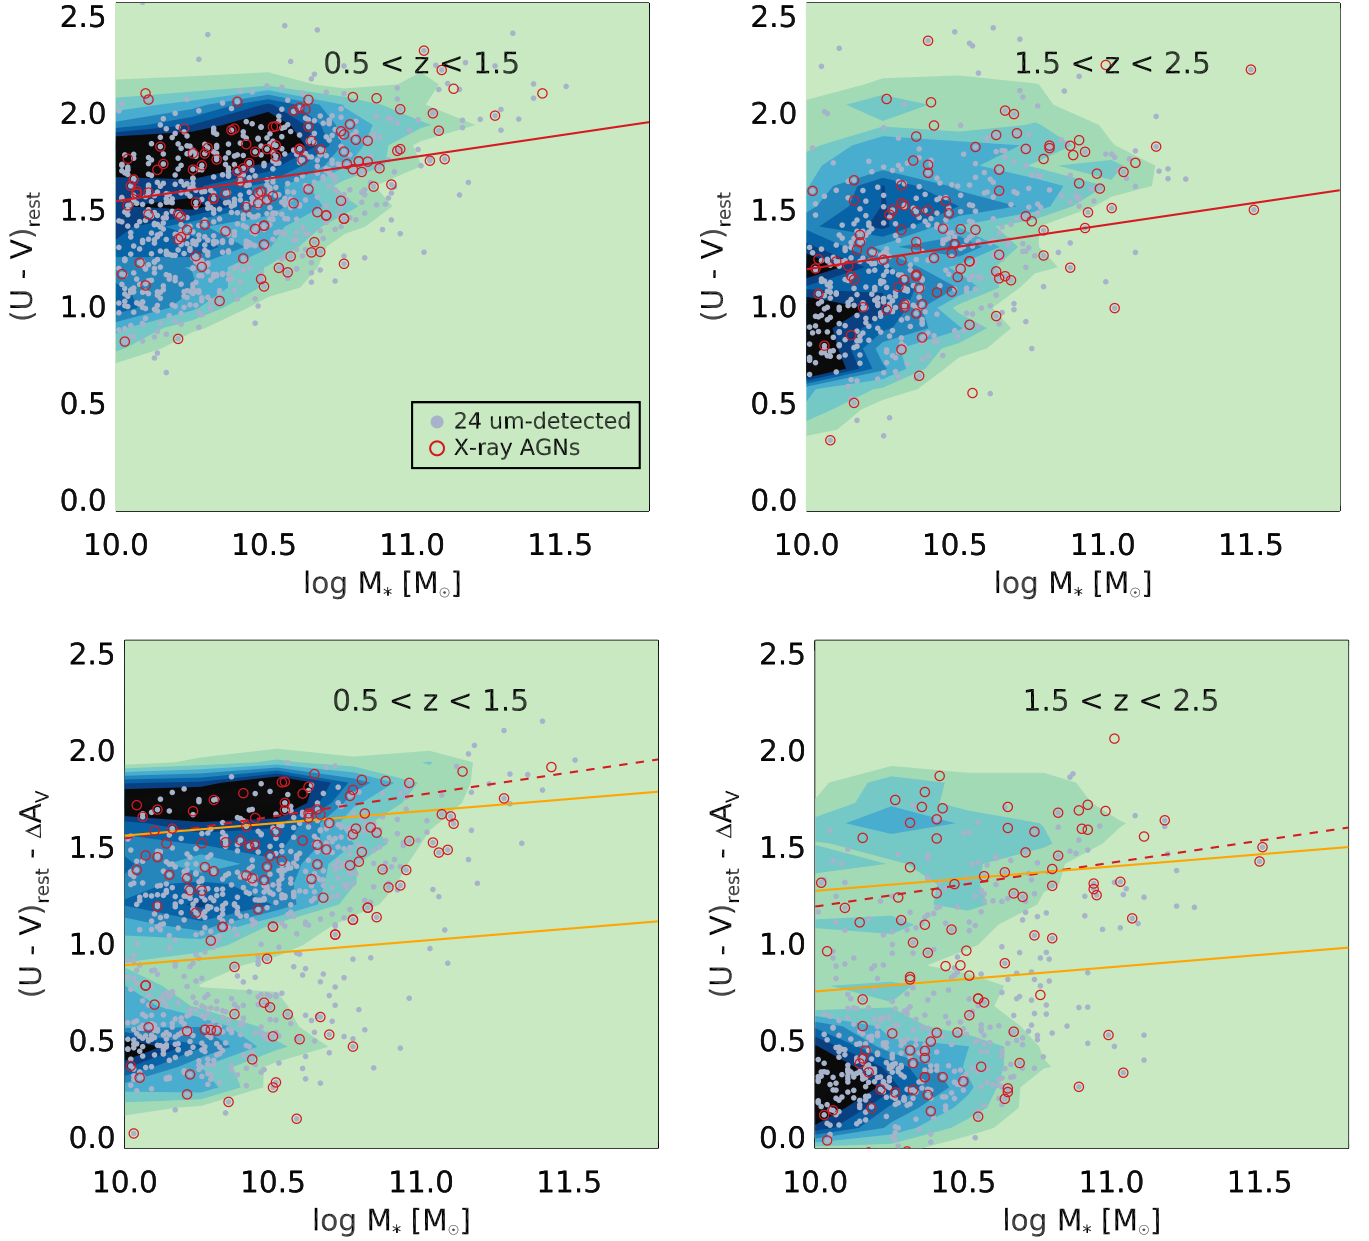 2.5
2.0
1.5
1.0
0.5
0.0
(U - V)rest
0.5 < z < 1.5
24 um-detected
X-ray AGNs
10.0 10.5 11.0 11.5
log M* [M☉]
2.5
2.0
1.5
1.0
0.5
0.0
(U - V)rest
1.5 < z < 2.5
10.0 10.5 11.0 11.5
log M* [M☉]
2.5
2.0
1.5
1.0
0.5
0.0
(U - V)rest - ΔAV
0.5 < z < 1.5
10.0 10.5 11.0 11.5
log M* [M☉]
2.5
2.0
1.5
1.0
0.5
0.0
(U - V)rest - ΔAV
1.5 < z < 2.5
10.0 10.5 11.0 11.5
log M* [M☉]